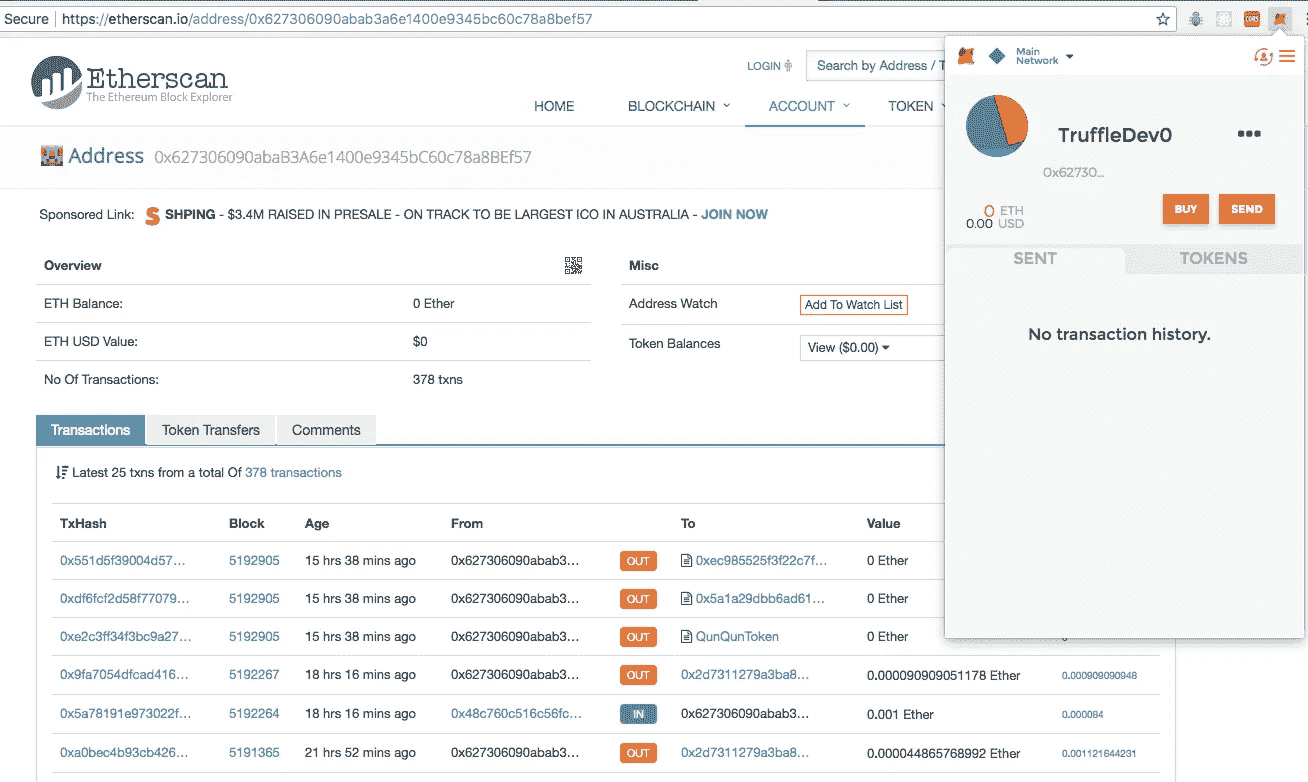 Secure https://etherscan.io/address/0x627306090abab3a6e1400e9345bc60c78a8bef57
CORS
Etherscan
The Ethereum Block Explorer
LOGIN
Search by Address / T
HOME BLOCKCHAIN ACCOUNT TOKEN
Address 0x627306090abaB3A6e1400e9345bC60c78a8BEf57
Sponsored Link: SHPING - $3.4M RAISED IN PRESALE - ON TRACK TO BE LARGEST ICO IN AUSTRALIA - JOIN NOW
Overview
ETH Balance: 0 Ether
ETH USD Value: $0
No Of Transactions: 378 txns
Misc
Address Watch Add To Watch List
Token Balances View ($0.00)
Transactions Token Transfers Comments
Latest 25 txns from a total Of 378 transactions
TxHash Block Age From To Value
0x551d5f39004d57... 5192905 15 hrs 38 mins ago 0x627306090abab3... OUT 0xec985525f3f22c7f... 0 Ether
0xdf6fcf2d58f77079... 5192905 15 hrs 38 mins ago 0x627306090abab3... OUT 0x5a1a29dbb6ad61... 0 Ether
0xe2c3ff34f3bc9a27... 5192905 15 hrs 38 mins ago 0x627306090abab3... OUT QunQunToken 0 Ether
0x9fa7054dfcad416... 5192267 18 hrs 16 mins ago 0x627306090abab3... OUT 0x2d7311279a3ba8... 0.000090909051178 Ether 0.000909090948
0x5a78191e973022f... 5192264 18 hrs 16 mins ago 0x48c760c516c56fc... IN 0x627306090abab3... 0.001 Ether 0.000084
0xa0bec4b93cb426... 5191365 21 hrs 52 mins ago 0x627306090abab3... OUT 0x2d7311279a3ba8... 0.000044865768992 Ether 0.001121644231
Main
Network
TruffleDev0
0x62730...
0 ETH
0.00 USD
BUY SEND
SENT TOKENS
No transaction history.